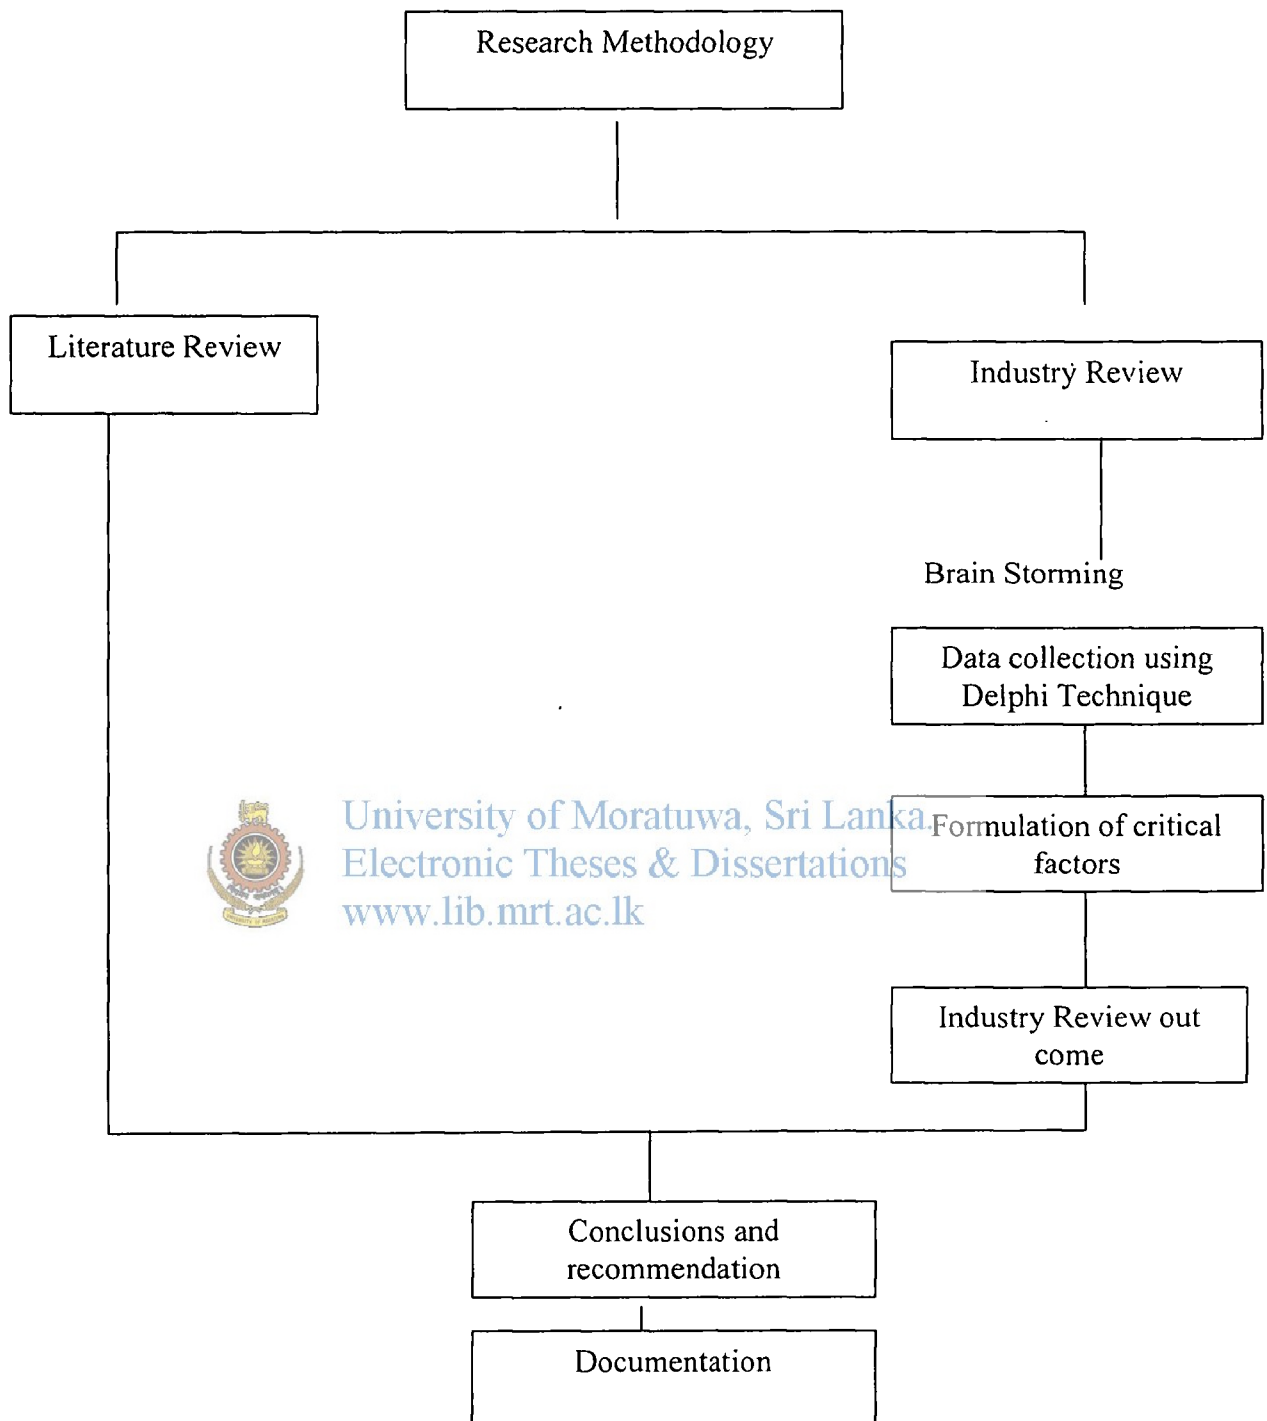 Research Methodology
Literature Review
Industry Review
Brain Storming
Data collection using
Delphi Technique
University of Moratuwa, Sri Lanka.
Electronic Theses & Dissertations
www.lib.mrt.ac.lk
Formulation of critical
factors
Industry Review out
come
Conclusions and
recommendation
Documentation